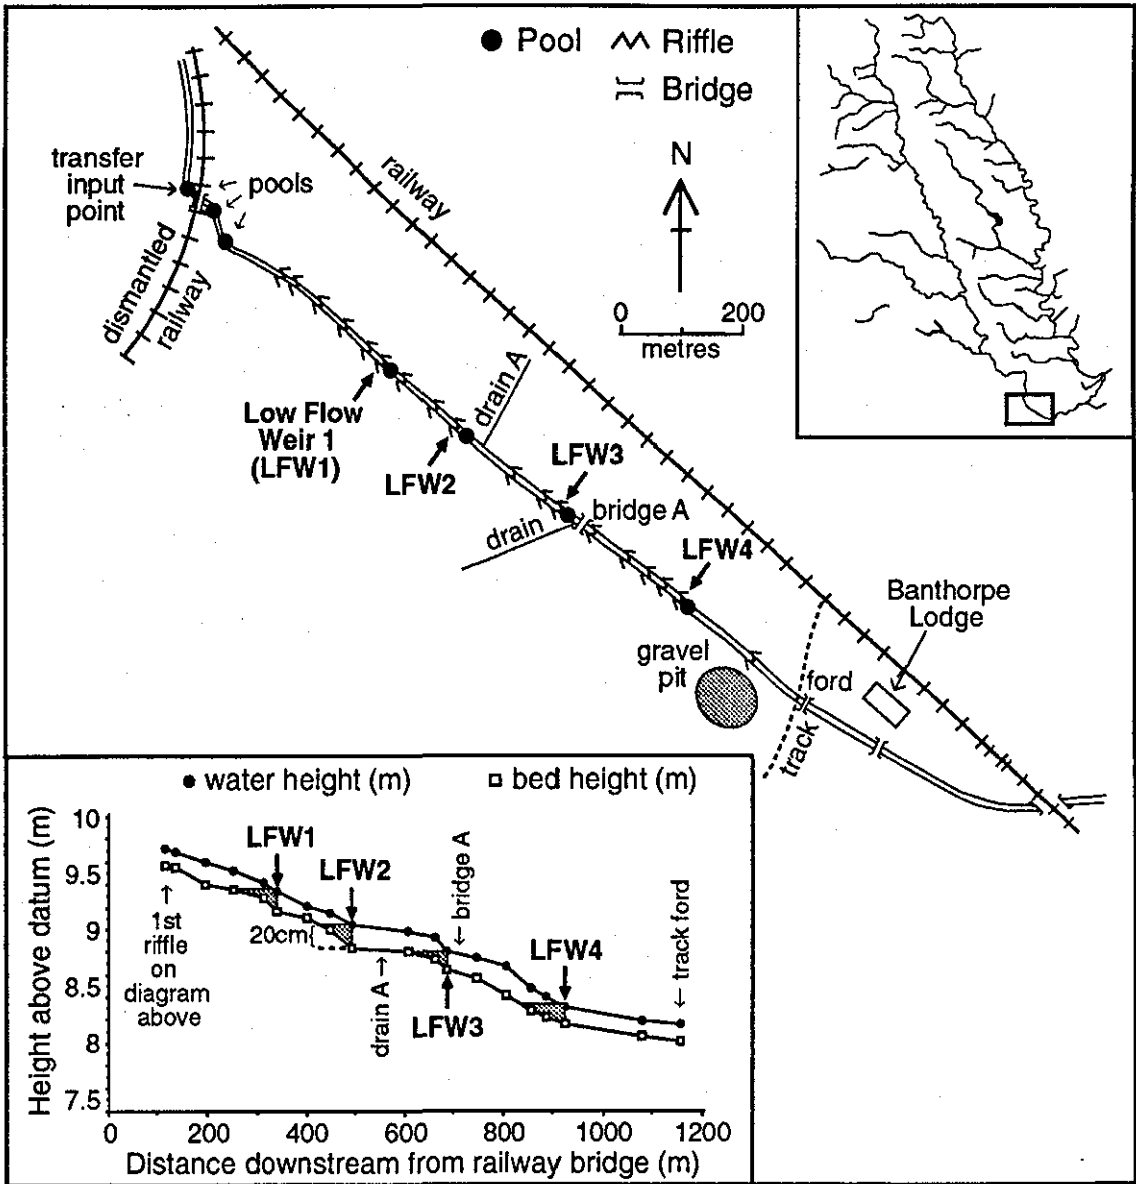 Pool
Riffle
Bridge
N
0 200
metres
railway
transfer
input
point
pools
dismantled
railway
drain A
Low Flow
Weir 1
(LFW1)
LFW2
LFW3
bridge A
drain
LFW4
Banthorpe
Lodge
gravel
pit
ford
track
water height (m)
bed height (m)
Height above datum (m)
10
9.5
9
8.5
8
7.5
LFW1
LFW2
bridge A
20cm
LFW4
1st
riffle
on
diagram
above
drain A
LFW3
track ford
0 200 400 600 800 1000 1200
Distance downstream from railway bridge (m)